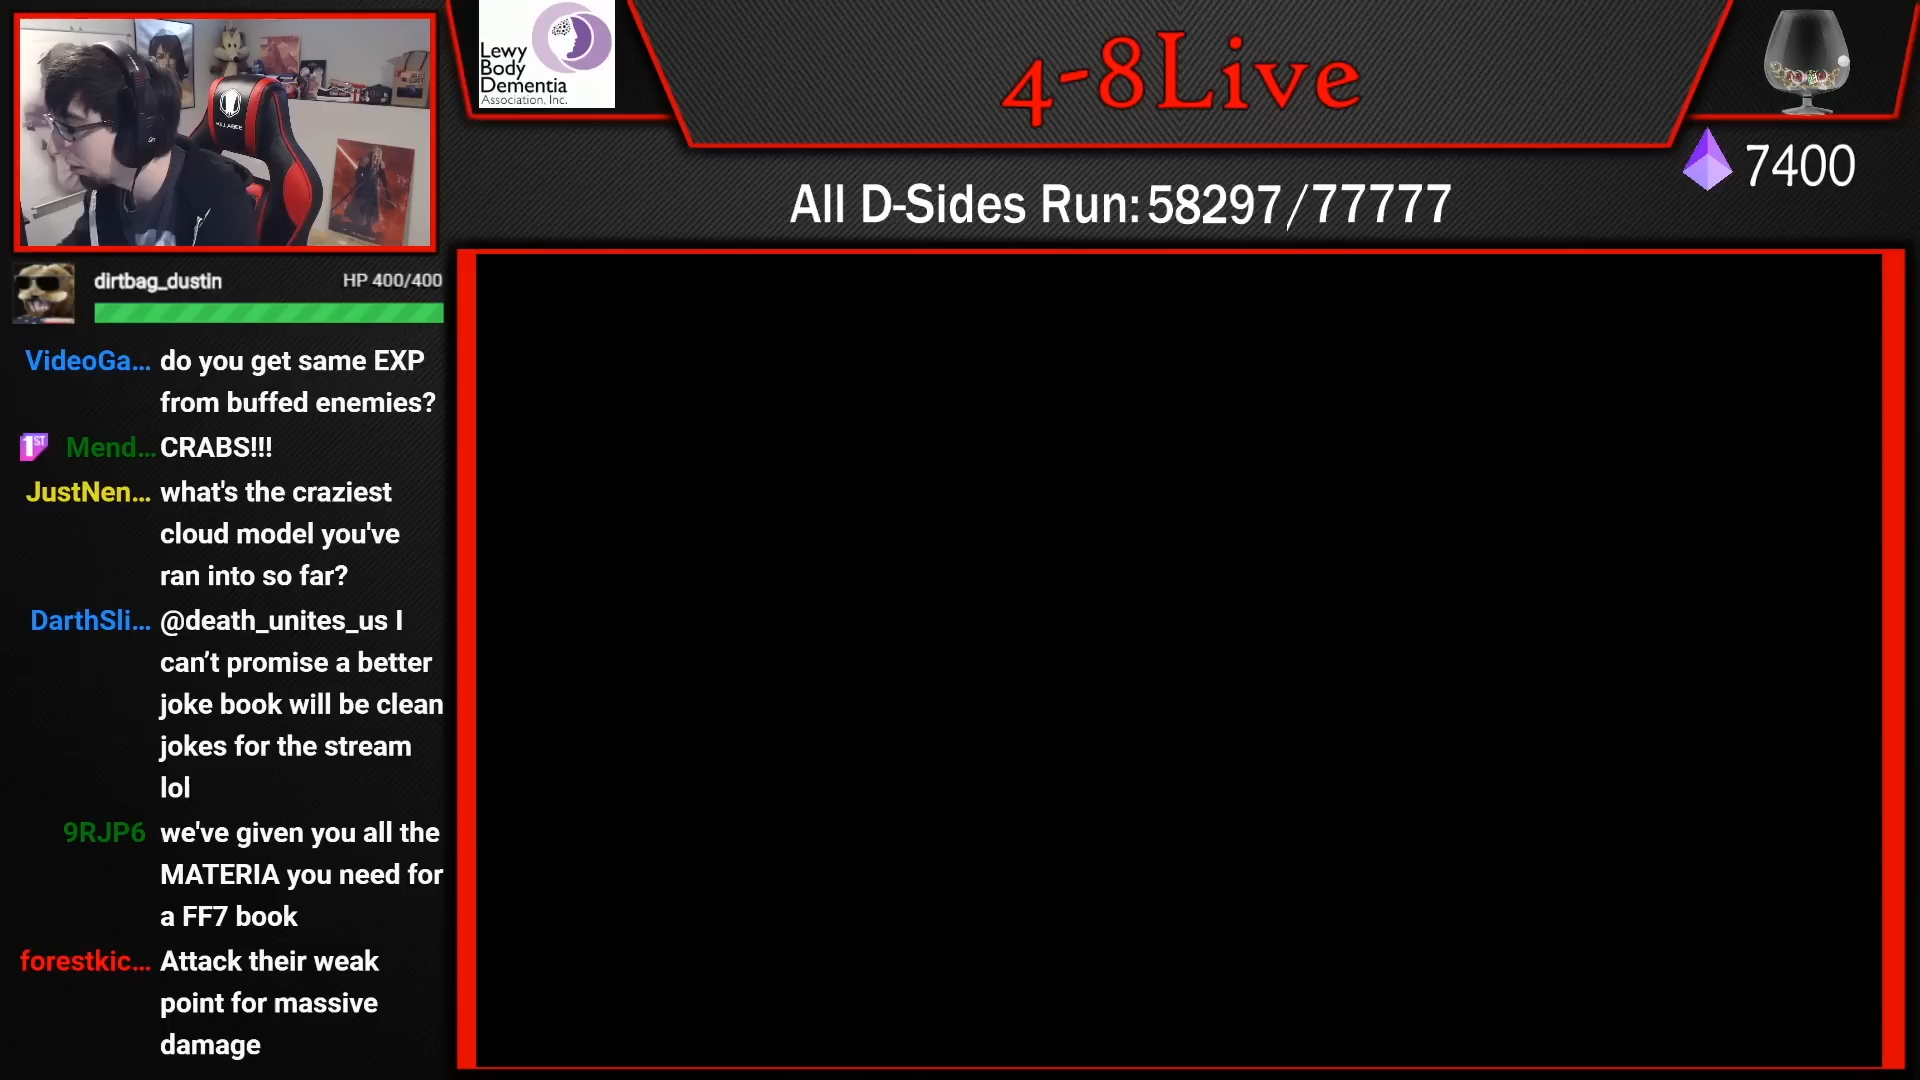 Lewy
Body
Dementia
Association, Inc.
4-8Live
7400
All D-Sides Run: 58297/77777
dirtbag_dustin HP 400/400
VideoGa... do you get same EXP
from buffed enemies?
1ST Mend... CRABS!!!
JustNen... what's the craziest
cloud model you've
ran into so far?
DarthSli... @death_unites_us I
can’t promise a better
joke book will be clean
jokes for the stream
lol
9RJP6 we've given you all the
MATERIA you need for
a FF7 book
forestkic... Attack their weak
point for massive
damage